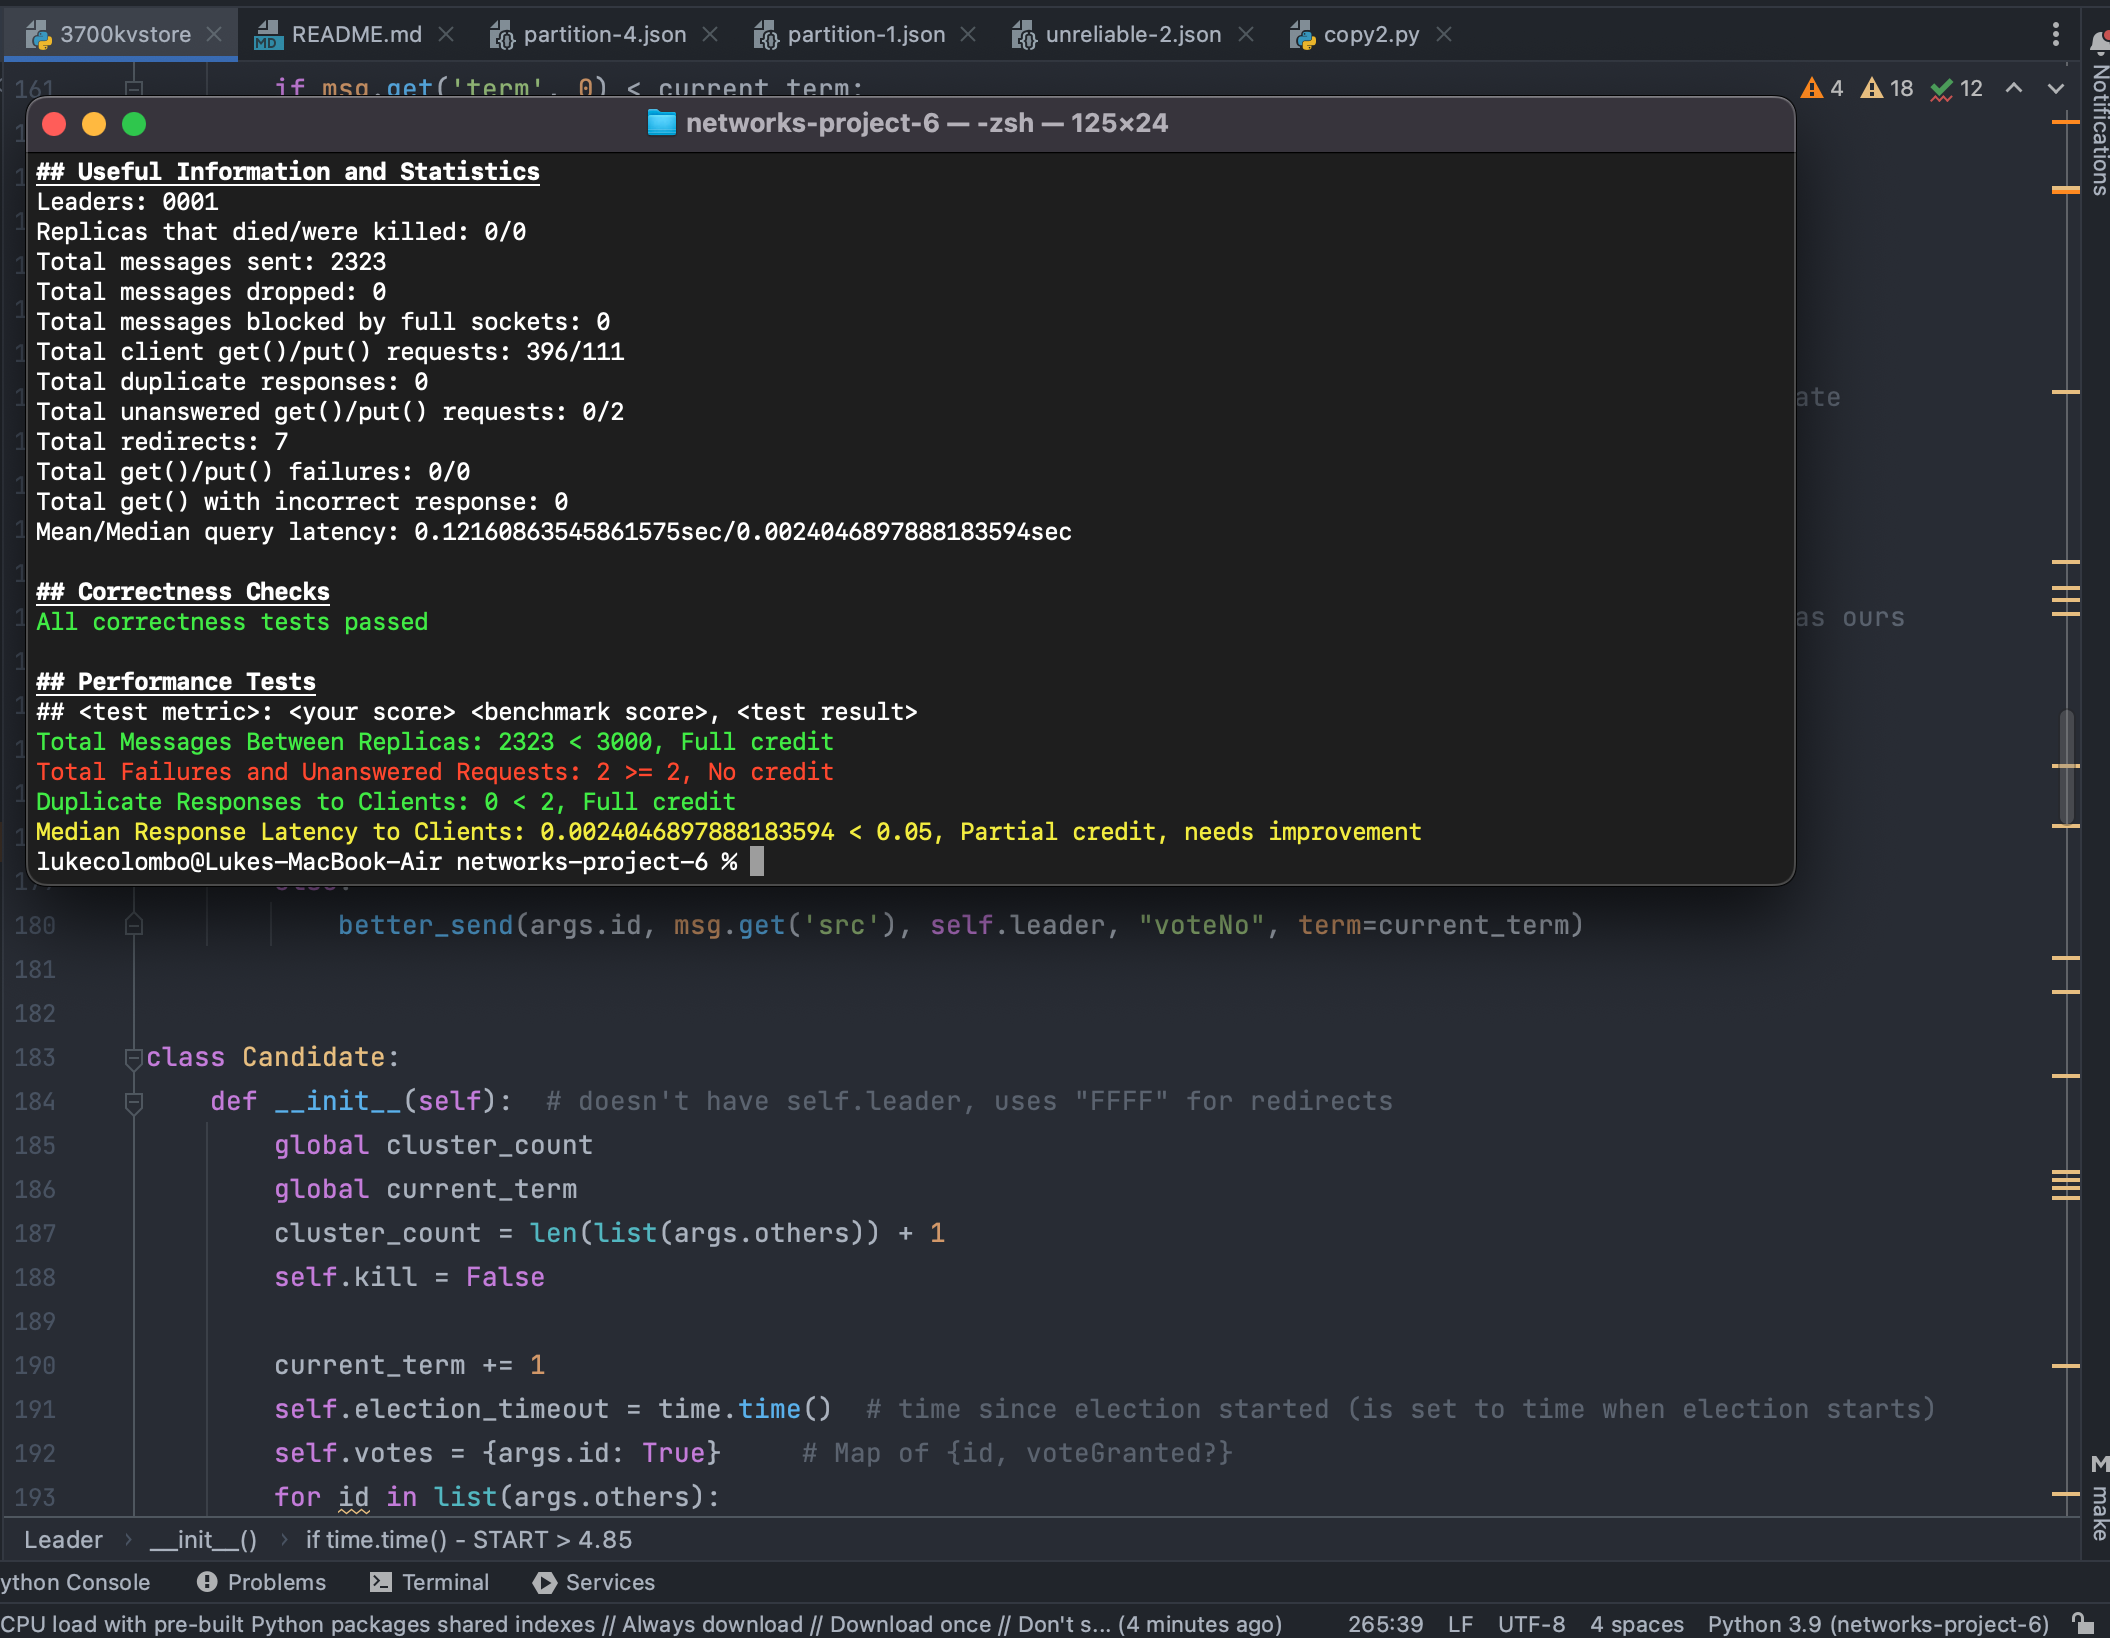 3700kvstore README.md partition-4.json partition-1.json unreliable-2.json copy2.py
161 if msg.get('term', 0) < current_term: 4 18 12
Notifications
networks-project-6 — -zsh — 125×24
## Useful Information and Statistics
Leaders: 0001
Replicas that died/were killed: 0/0
Total messages sent: 2323
Total messages dropped: 0
Total messages blocked by full sockets: 0
Total client get()/put() requests: 396/111
Total duplicate responses: 0
Total unanswered get()/put() requests: 0/2
Total redirects: 7
Total get()/put() failures: 0/0
Total get() with incorrect response: 0
Mean/Median query latency: 0.12160863545861575sec/0.0024046897888183594sec
## Correctness Checks
All correctness tests passed
## Performance Tests
## <test metric>: <your score> <benchmark score>, <test result>
Total Messages Between Replicas: 2323 < 3000, Full credit
Total Failures and Unanswered Requests: 2 >= 2, No credit
Duplicate Responses to Clients: 0 < 2, Full credit
Median Response Latency to Clients: 0.0024046897888183594 < 0.05, Partial credit, needs improvement
lukecolombo@Lukes-MacBook-Air networks-project-6 %
ate
as ours
180 better_send(args.id, msg.get('src'), self.leader, "voteNo", term=current_term)
181
182
183 class Candidate:
184 def __init__(self): # doesn't have self.leader, uses "FFFF" for redirects
185 global cluster_count
186 global current_term
187 cluster_count = len(list(args.others)) + 1
188 self.kill = False
189
190 current_term += 1
191 self.election_timeout = time.time() # time since election started (is set to time when election starts)
192 self.votes = {args.id: True} # Map of {id, voteGranted?}
193 for id in list(args.others):
M make
Leader › __init__() › if time.time() - START > 4.85
ython Console Problems Terminal Services
CPU load with pre-built Python packages shared indexes // Always download // Download once // Don't s... (4 minutes ago) 265:39 LF UTF-8 4 spaces Python 3.9 (networks-project-6)